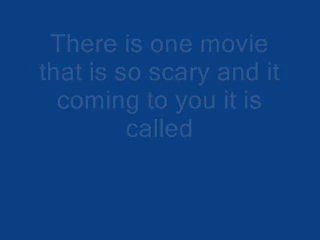 There is one movie
that is so scary and it
coming to you it is
called